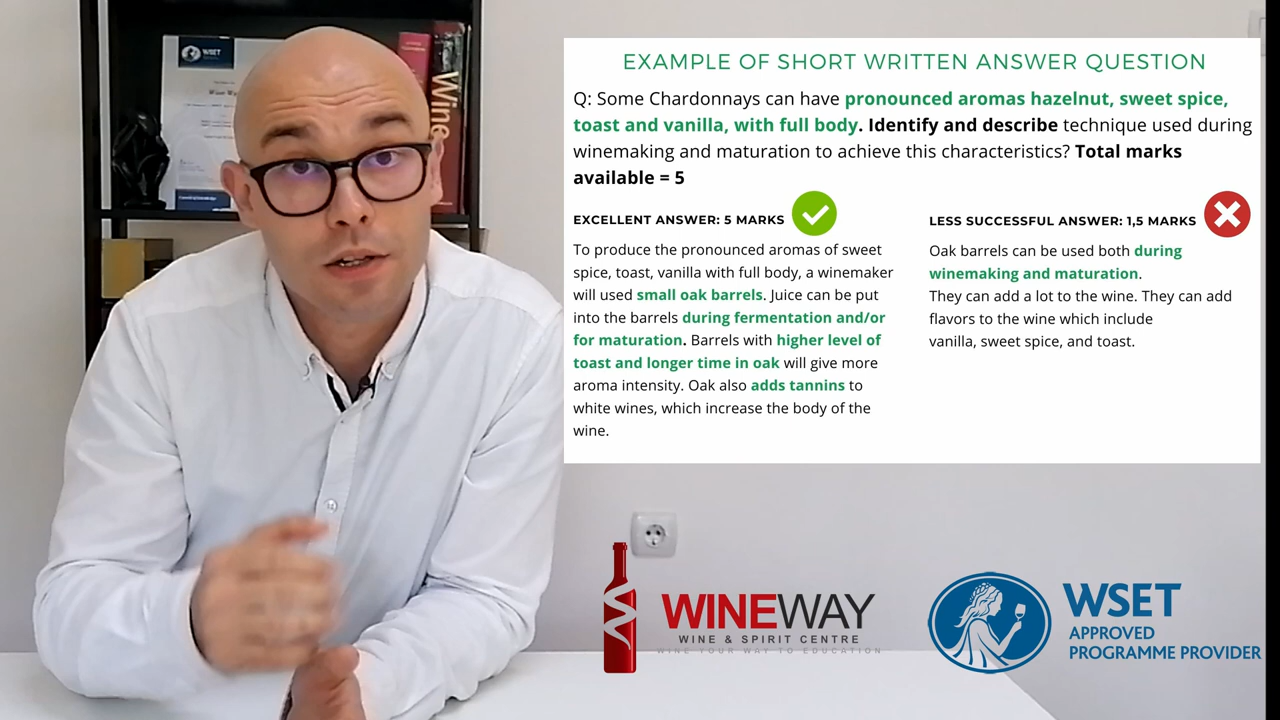 WSET
Wine
EXAMPLE OF SHORT WRITTEN ANSWER QUESTION
Q: Some Chardonnays can have pronounced aromas hazelnut, sweet spice,
toast and vanilla, with full body. Identify and describe technique used during
winemaking and maturation to achieve this characteristics? Total marks
available = 5
EXCELLENT ANSWER: 5 MARKS
To produce the pronounced aromas of sweet
spice, toast, vanilla with full body, a winemaker
will used small oak barrels. Juice can be put
into the barrels during fermentation and/or
for maturation. Barrels with higher level of
toast and longer time in oak will give more
aroma intensity. Oak also adds tannins to
white wines, which increase the body of the
wine.
LESS SUCCESSFUL ANSWER: 1,5 MARKS
Oak barrels can be used both during
winemaking and maturation.
They can add a lot to the wine. They can add
flavors to the wine which include
vanilla, sweet spice, and toast.
WINEWAY
WINE & SPIRIT CENTRE
WINE YOUR WAY TO EDUCATION
WSET
APPROVED
PROGRAMME PROVIDER